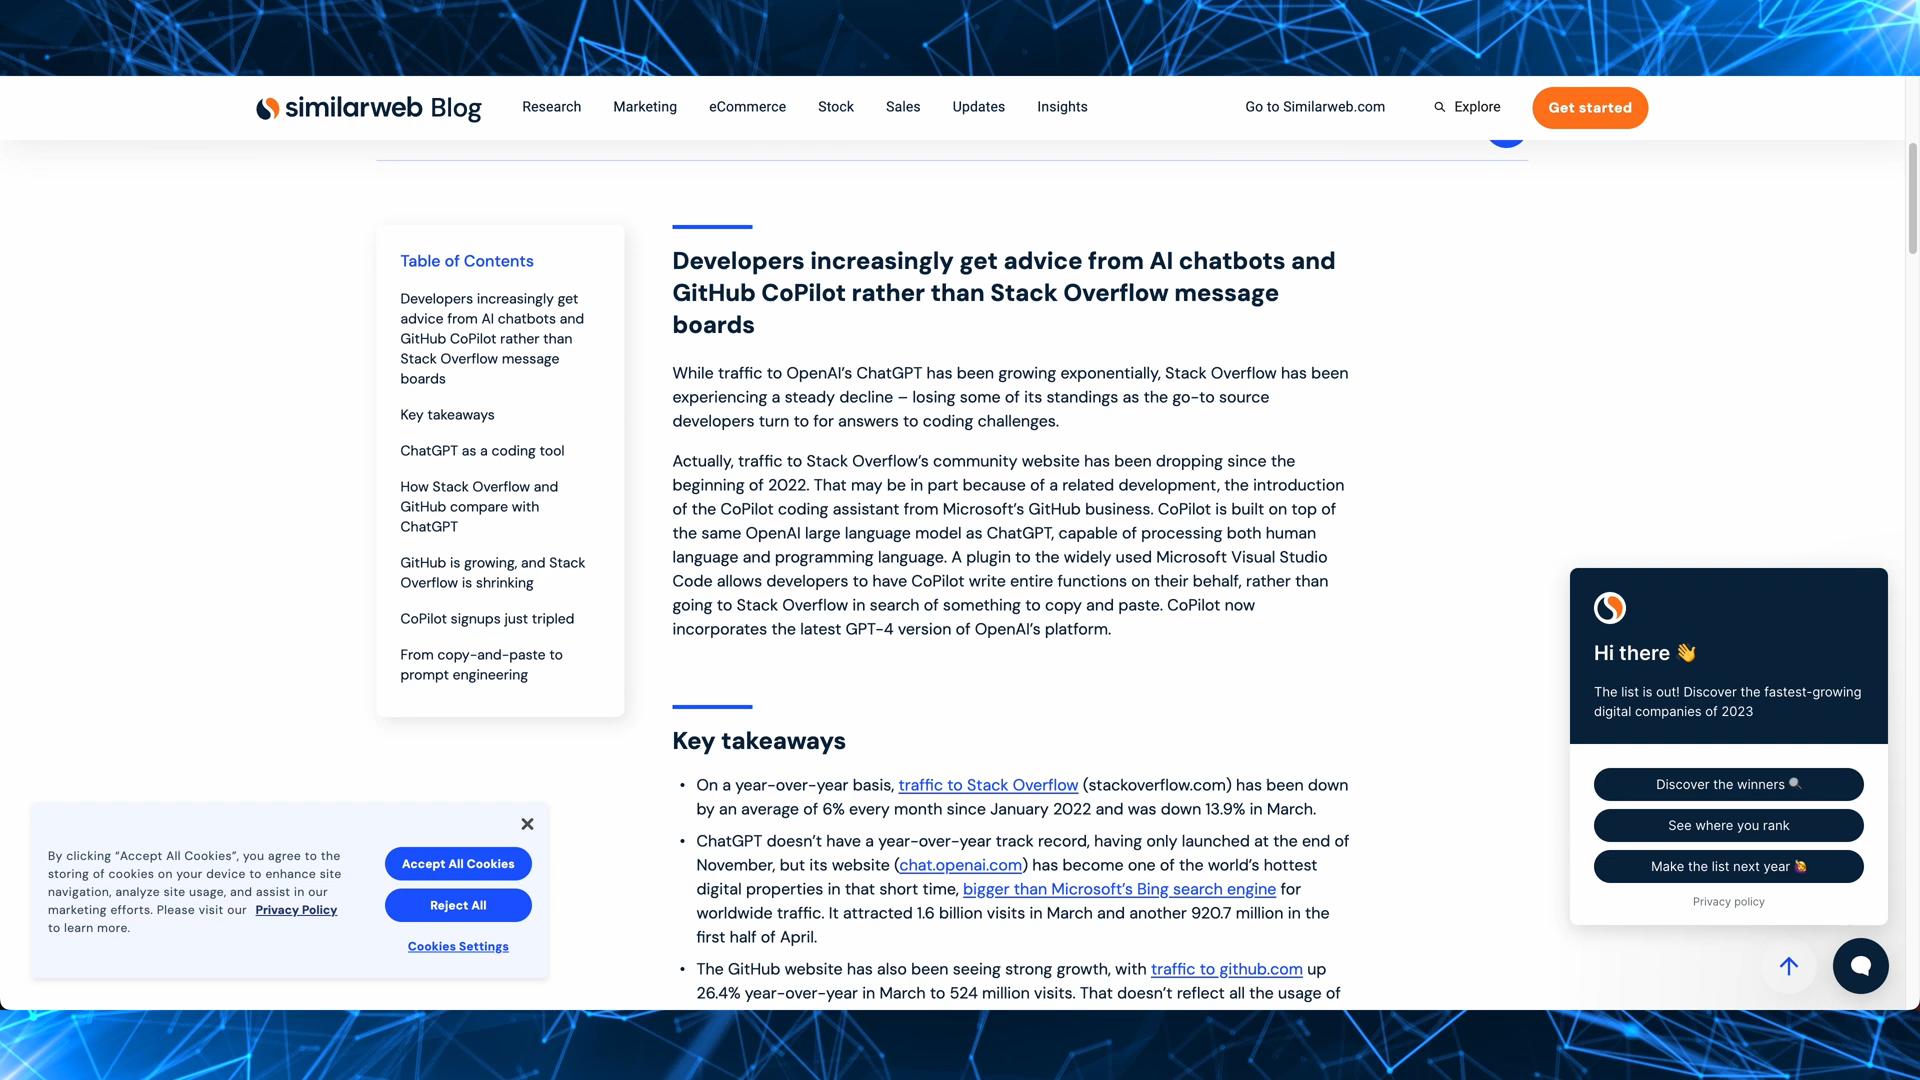 similarweb Blog
Research
Marketing
eCommerce
Stock
Sales
Updates
Insights
Go to Similarweb.com
Explore
Get started
Table of Contents
Developers increasingly get
advice from AI chatbots and
GitHub CoPilot rather than
Stack Overflow message
boards
Key takeaways
ChatGPT as a coding tool
How Stack Overflow and
GitHub compare with
ChatGPT
GitHub is growing, and Stack
Overflow is shrinking
CoPilot signups just tripled
From copy-and-paste to
prompt engineering
Developers increasingly get advice from AI chatbots and
GitHub CoPilot rather than Stack Overflow message
boards
While traffic to OpenAI’s ChatGPT has been growing exponentially, Stack Overflow has been
experiencing a steady decline – losing some of its standings as the go-to source
developers turn to for answers to coding challenges.
Actually, traffic to Stack Overflow’s community website has been dropping since the
beginning of 2022. That may be in part because of a related development, the introduction
of the CoPilot coding assistant from Microsoft’s GitHub business. CoPilot is built on top of
the same OpenAI large language model as ChatGPT, capable of processing both human
language and programming language. A plugin to the widely used Microsoft Visual Studio
Code allows developers to have CoPilot write entire functions on their behalf, rather than
going to Stack Overflow in search of something to copy and paste. CoPilot now
incorporates the latest GPT-4 version of OpenAI’s platform.
Key takeaways
• On a year-over-year basis, traffic to Stack Overflow (stackoverflow.com) has been down
by an average of 6% every month since January 2022 and was down 13.9% in March.
• ChatGPT doesn’t have a year-over-year track record, having only launched at the end of
November, but its website (chat.openai.com) has become one of the world’s hottest
digital properties in that short time, bigger than Microsoft’s Bing search engine for
worldwide traffic. It attracted 1.6 billion visits in March and another 920.7 million in the
first half of April.
• The GitHub website has also been seeing strong growth, with traffic to github.com up
26.4% year-over-year in March to 524 million visits. That doesn’t reflect all the usage of
By clicking “Accept All Cookies”, you agree to the
storing of cookies on your device to enhance site
navigation, analyze site usage, and assist in our
marketing efforts. Please visit our Privacy Policy
to learn more.
Accept All Cookies
Reject All
Cookies Settings
Hi there 👋
The list is out! Discover the fastest-growing
digital companies of 2023
Discover the winners 🔍
See where you rank
Make the list next year 🙋
Privacy policy